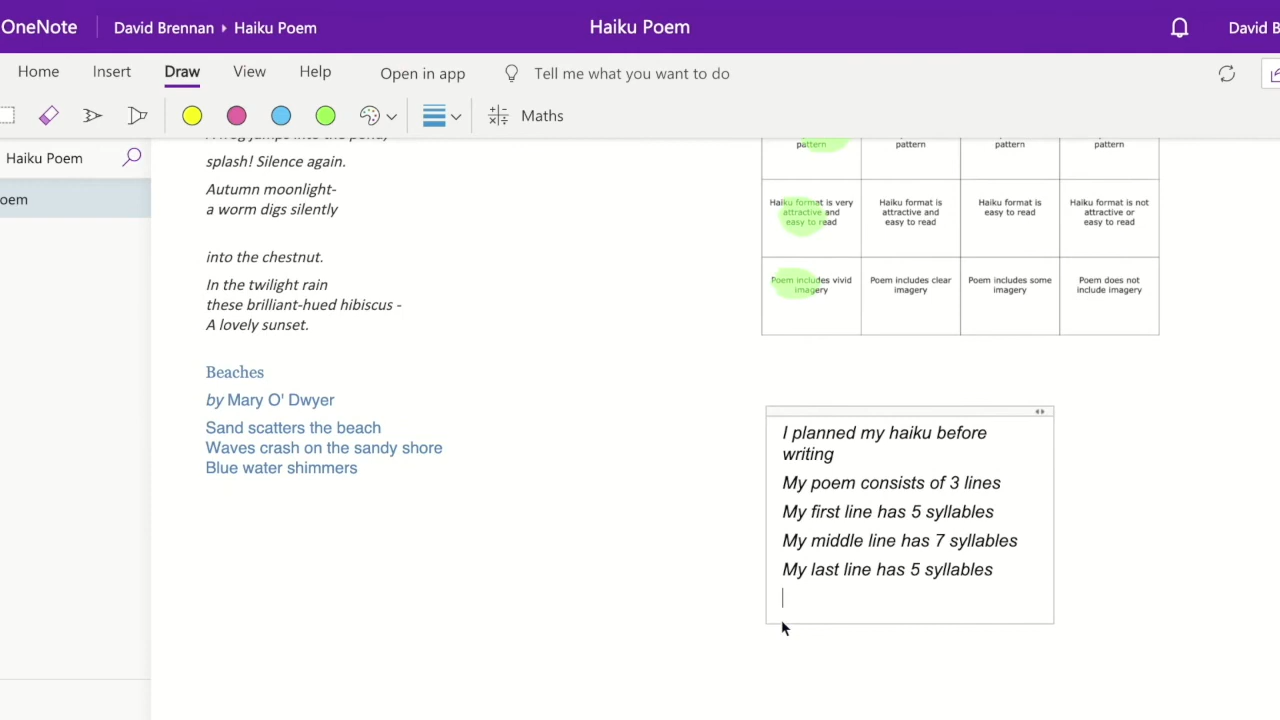 OneNote
David Brennan › Haiku Poem
Haiku Poem
David B
Home
Insert
Draw
View
Help
Open in app
Tell me what you want to do
Maths
Haiku Poem
oem
splash! Silence again.
Autumn moonlight-
a worm digs silently
into the chestnut.
In the twilight rain
these brilliant-hued hibiscus -
A lovely sunset.
Beaches
by Mary O' Dwyer
Sand scatters the beach
Waves crash on the sandy shore
Blue water shimmers
pattern
pattern
pattern
pattern
Haiku format is very
attractive and
easy to read
Haiku format is
attractive and
easy to read
Haiku format is
easy to read
Haiku format is not
attractive or
easy to read
Poem includes vivid
imagery
Poem includes clear
imagery
Poem includes some
imagery
Poem does not
include imagery
I planned my haiku before
writing
My poem consists of 3 lines
My first line has 5 syllables
My middle line has 7 syllables
My last line has 5 syllables